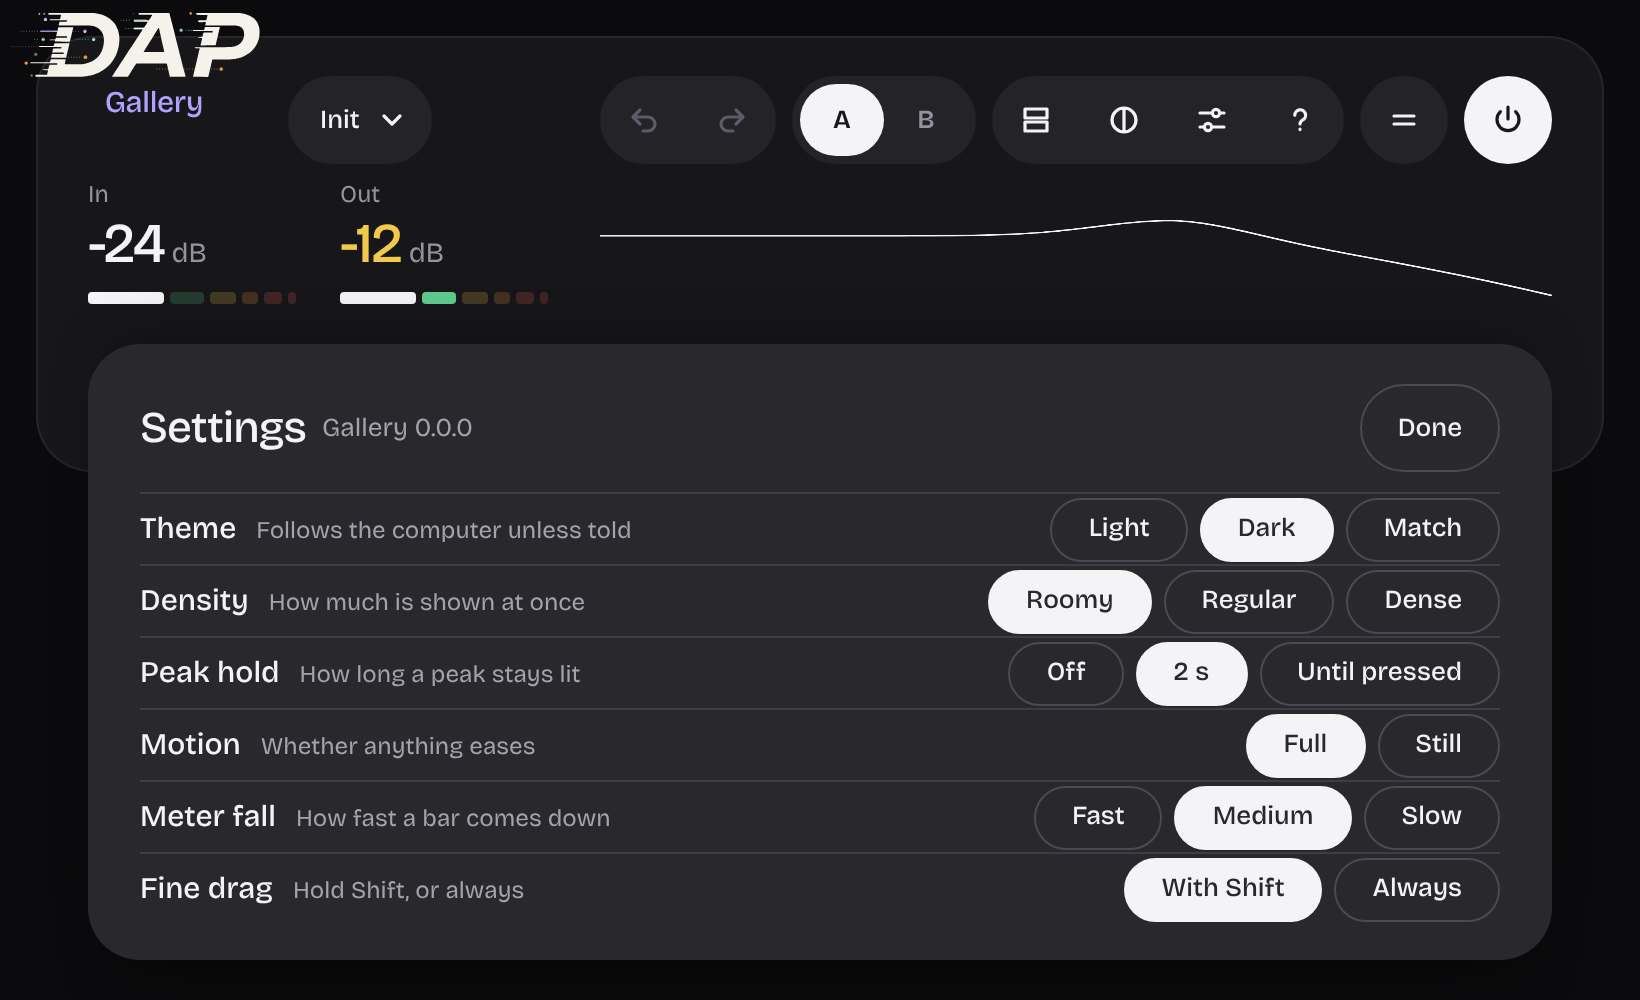 DAP
Gallery
Init
A B ?
In Out
-24 dB -12 dB
Settings Gallery 0.0.0 Done
Theme Follows the computer unless told Light Dark Match
Density How much is shown at once Roomy Regular Dense
Peak hold How long a peak stays lit Off 2 s Until pressed
Motion Whether anything eases Full Still
Meter fall How fast a bar comes down Fast Medium Slow
Fine drag Hold Shift, or always With Shift Always